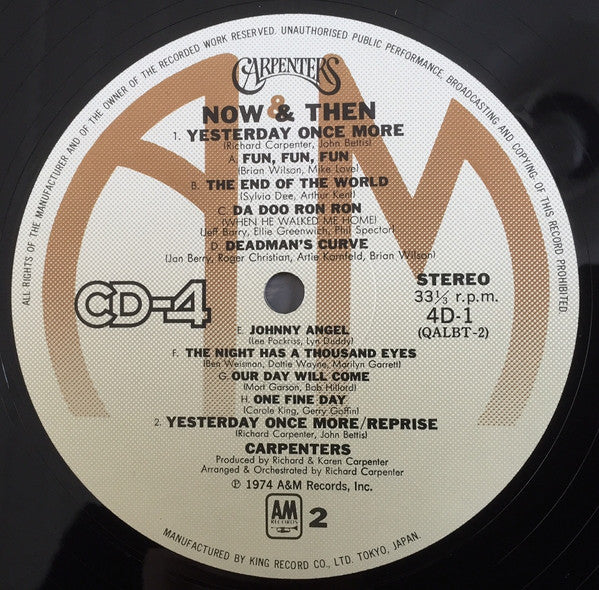 ALL RIGHTS OF THE MANUFACTURER AND OF THE OWNER OF THE RECORDED WORK RESERVED. UNAUTHORISED PUBLIC PERFORMANCE, BROADCASTING AND COPYING OF THIS RECORD PROHIBITED.
CARPENTERS
&
NOW & THEN
1. YESTERDAY ONCE MORE
(Richard Carpenter, John Bettis)
A. FUN, FUN, FUN
(Brian Wilson, Mike Love)
B. THE END OF THE WORLD
(Sylvia Dee, Arthur Kent)
C. DA DOO RON RON
(WHEN HE WALKED ME HOME)
(Jeff Barry, Ellie Greenwich, Phil Spector)
D. DEADMAN'S CURVE
(Jan Berry, Roger Christian, Artie Kornfeld, Brian Wilson)
CD-4
STEREO
33⅓ r.p.m.
4D-1
(QALBT-2)
E. JOHNNY ANGEL
(Lee Pockriss, Lyn Duddy)
F. THE NIGHT HAS A THOUSAND EYES
(Ben Weisman, Dottie Wayne, Marilyn Garrett)
G. OUR DAY WILL COME
(Mort Garson, Bob Hillard)
H. ONE FINE DAY
(Carole King, Gerry Goffin)
2. YESTERDAY ONCE MORE/REPRISE
(Richard Carpenter, John Bettis)
CARPENTERS
Produced by Richard & Karen Carpenter
Arranged & Orchestrated by Richard Carpenter
℗ 1974 A&M Records, Inc.
AM
RECORDS
2
MANUFACTURED BY KING RECORD CO., LTD. TOKYO, JAPAN.